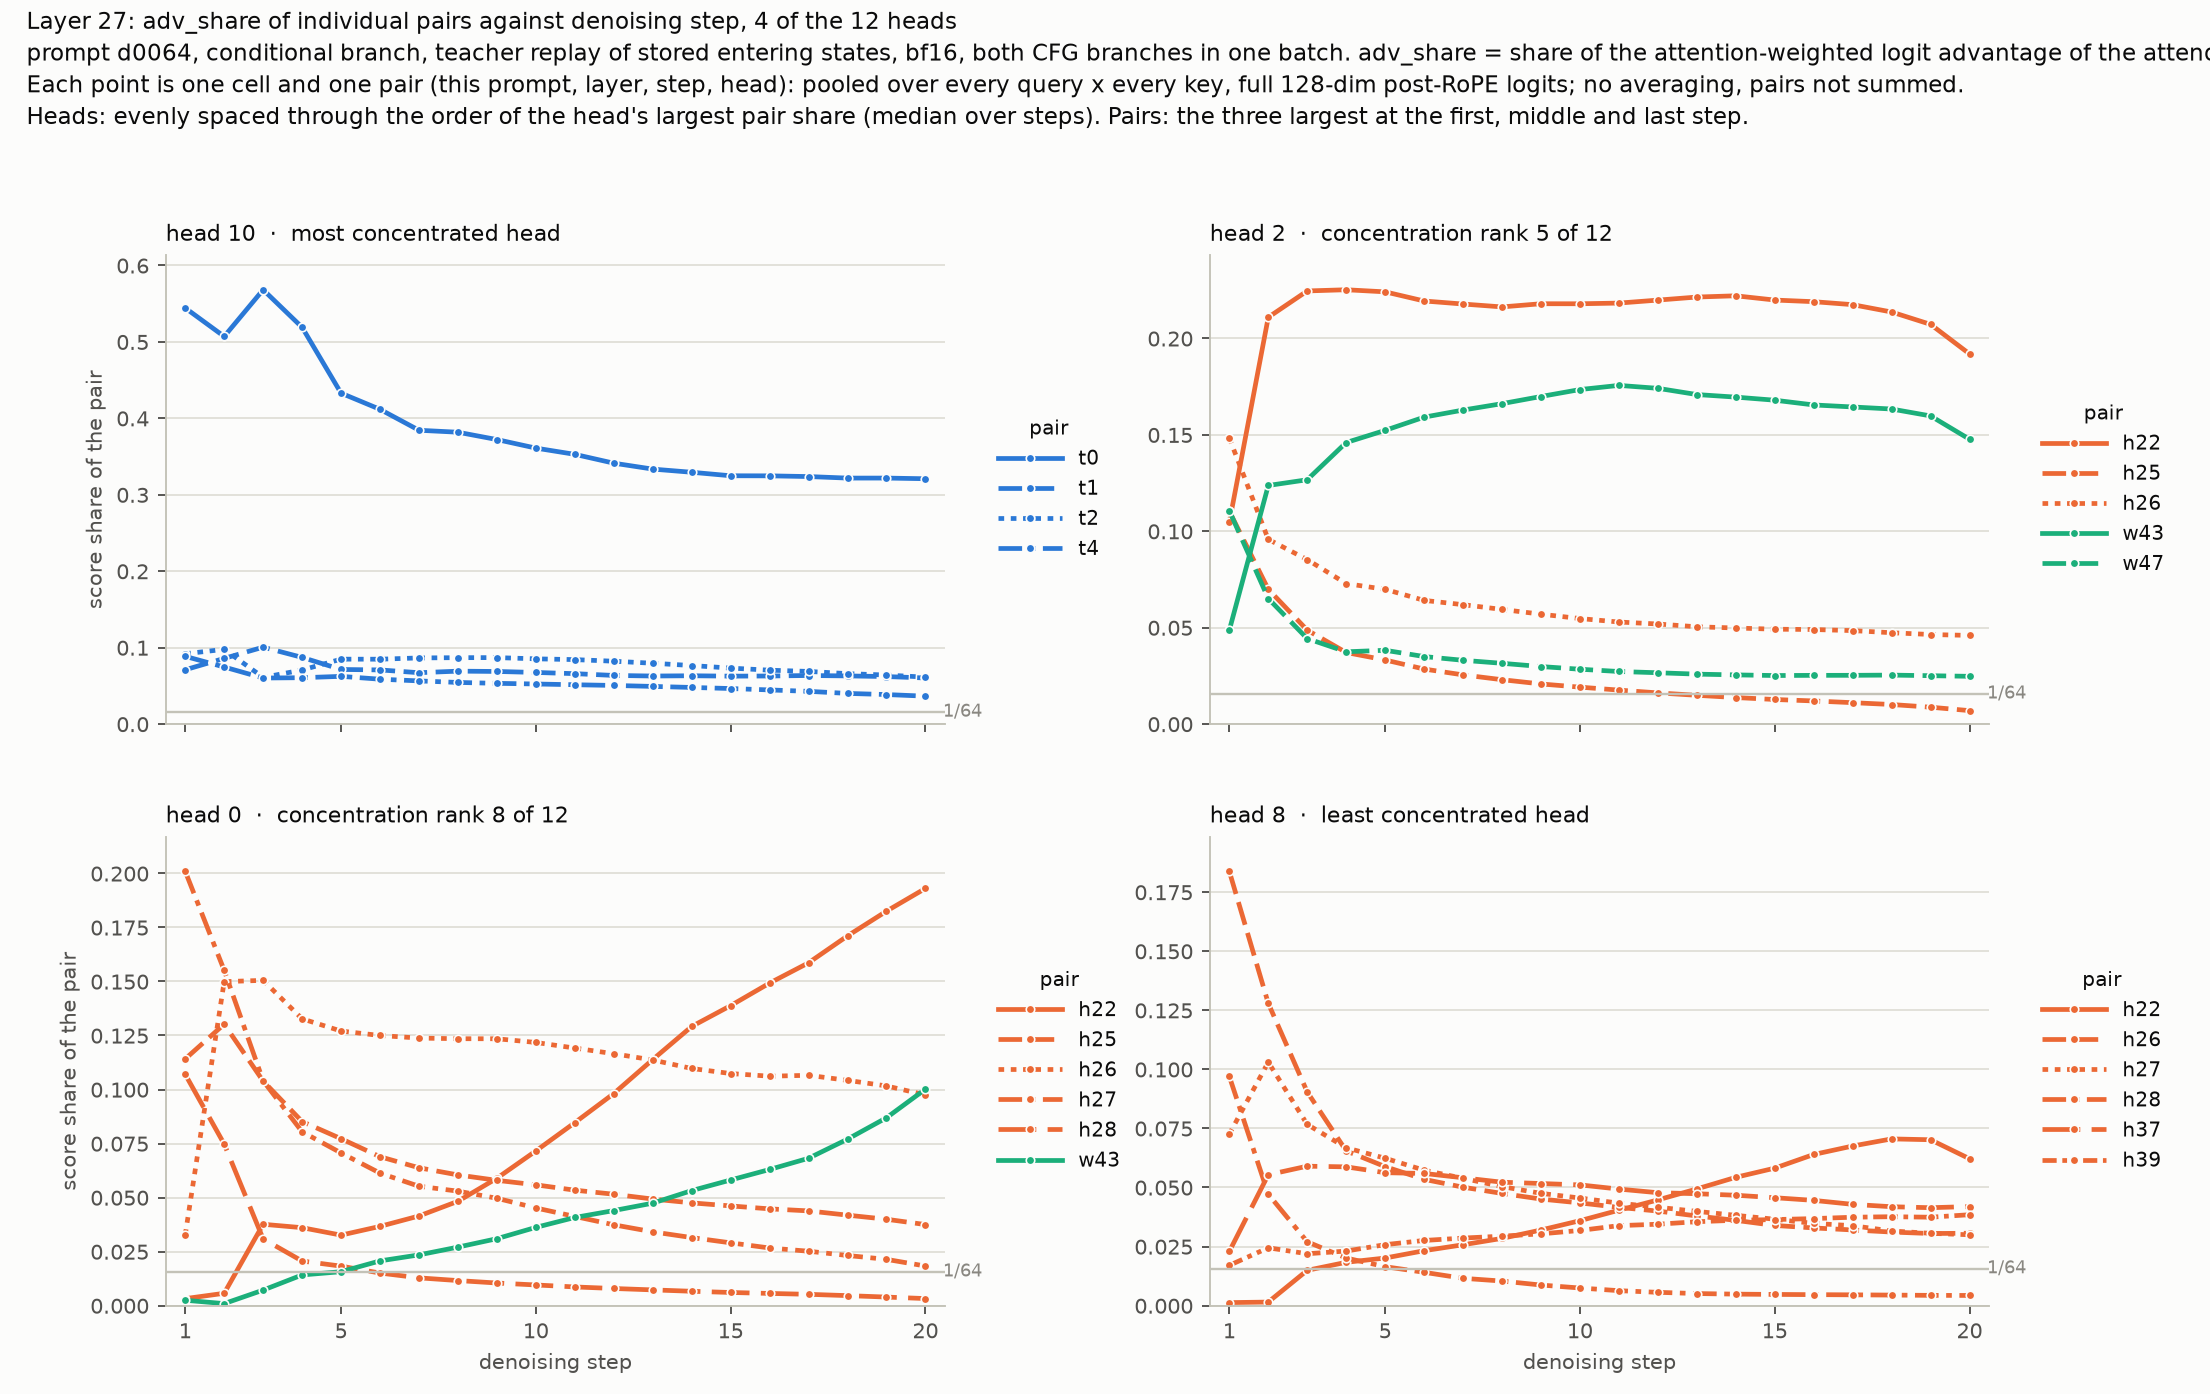 Layer 27: adv_share of individual pairs against denoising step, 4 of the 12 heads
prompt d0064, conditional branch, teacher replay of stored entering states, bf16, both CFG branches in one batch. adv_share = share of the attention-weighted logit advantage of the
Each point is one cell and one pair (this prompt, layer, step, head): pooled over every query x every key, full 128-dim post-RoPE logits; no averaging, pairs not summed.
Heads: evenly spaced through the order of the head's largest pair share (median over steps). Pairs: the three largest at the first, middle and last step.
head 10 · most concentrated head
score share of the pair
0.6
0.5
0.4
0.3
0.2
0.1
0.0
1/64
pair
t0
t1
t2
t4
head 2 · concentration rank 5 of 12
0.20
0.15
0.10
0.05
0.00
1/64
pair
h22
h25
h26
w43
w47
head 0 · concentration rank 8 of 12
score share of the pair
0.200
0.175
0.150
0.125
0.100
0.075
0.050
0.025
0.000
1/64
1 5 10 15 20
denoising step
pair
h22
h25
h26
h27
h28
w43
head 8 · least concentrated head
0.175
0.150
0.125
0.100
0.075
0.050
0.025
0.000
1/64
1 5 10 15 20
denoising step
pair
h22
h26
h27
h28
h37
h39